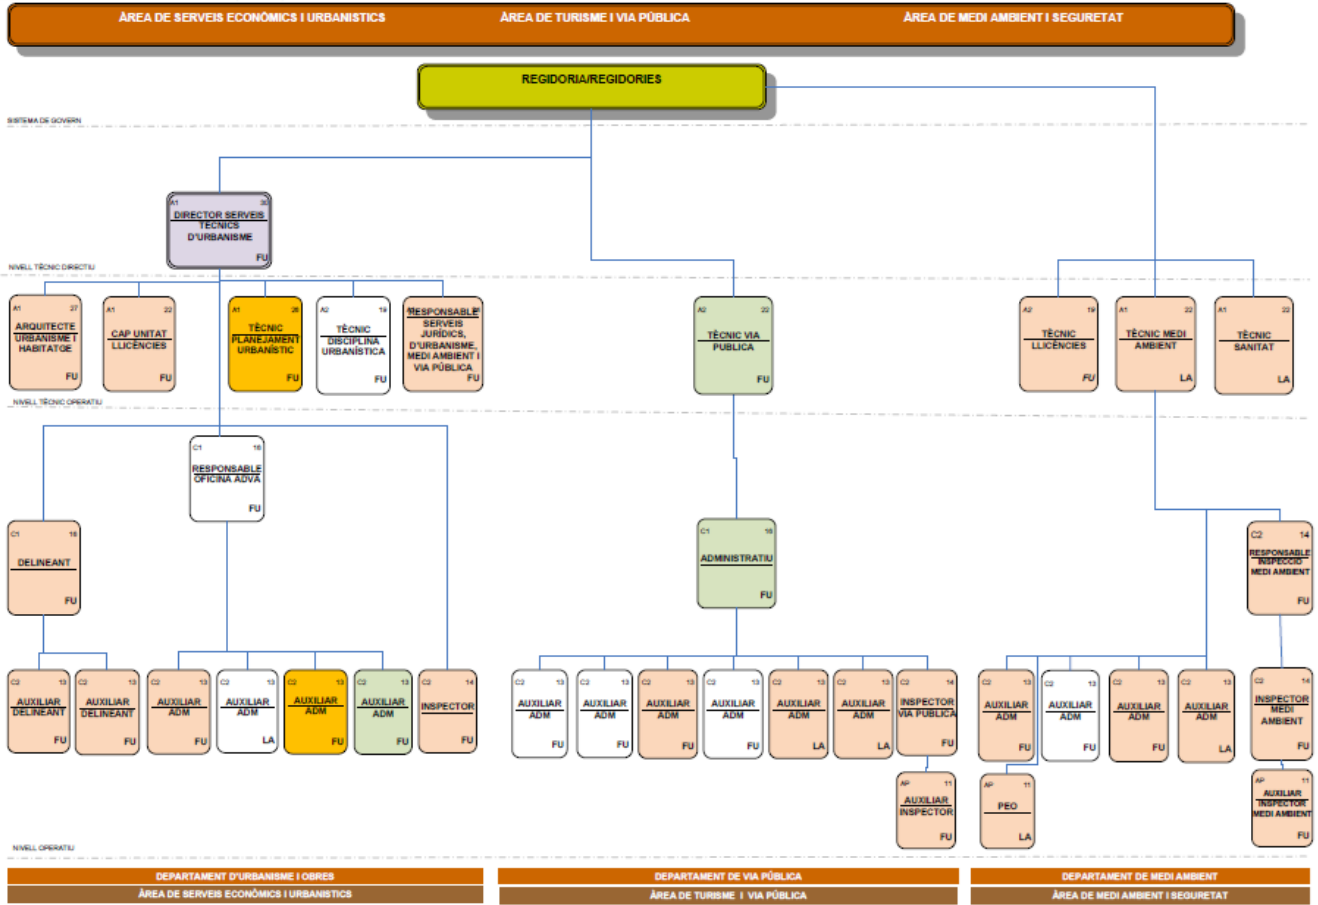 ÀREA DE SERVEIS ECONÒMICS I URBANISTICS
ÀREA DE TURISME I VIA PÚBLICA
ÀREA DE MEDI AMBIENT I SEGURETAT
REGIDORIA/REGIDORIES
SISTEMA DE GOVERN
A1 30
DIRECTOR SERVEIS
TÈCNICS
D'URBANISME
FU
NIVELL TÈCNIC DIRECTIU
A1 27
ARQUITECTE
URBANISME I
HABITATGE
FU
A1 22
CAP UNITAT
LLICÈNCIES
FU
A1 26
TÈCNIC
PLANEJAMENT
URBANÍSTIC
FU
A2 19
TÈCNIC
DISCIPLINA
URBANÍSTICA
FU
RESPONSABLE
SERVEIS
JURÍDICS,
D'URBANISME,
MEDI AMBIENT I
VIA PÚBLICA
FU
A2 22
TÈCNIC VIA
PUBLICA
FU
A2 19
TÈCNIC
LLICÈNCIES
FU
A1 22
TÈCNIC MEDI
AMBIENT
LA
A1 22
TÈCNIC
SANITAT
LA
NIVELL TÈCNIC OPERATIU
C1 16
RESPONSABLE
OFICINA ADVA
FU
C1 16
DELINEANT
FU
C1 16
ADMINISTRATIU
FU
C2 14
RESPONSABLE
INSPECCIÓ
MEDI AMBIENT
FU
C2 13
AUXILIAR
DELINEANT
FU
C2 13
AUXILIAR
DELINEANT
FU
C2 13
AUXILIAR
ADM
FU
C2 13
AUXILIAR
ADM
LA
C2 13
AUXILIAR
ADM
FU
C2 13
AUXILIAR
ADM
FU
C2 14
INSPECTOR
FU
C2 13
AUXILIAR
ADM
FU
C2 13
AUXILIAR
ADM
FU
C2 13
AUXILIAR
ADM
FU
C2 13
AUXILIAR
ADM
FU
C2 13
AUXILIAR
ADM
LA
C2 13
AUXILIAR
ADM
LA
C2 14
INSPECTOR
VIA PUBLICA
FU
C2 13
AUXILIAR
ADM
FU
C2 13
AUXILIAR
ADM
FU
C2 13
AUXILIAR
ADM
FU
C2 13
AUXILIAR
ADM
LA
C2 14
INSPECTOR
MEDI
AMBIENT
FU
AP 11
AUXILIAR
INSPECTOR
FU
AP 11
PEO
LA
AP 11
AUXILIAR
INSPECTOR
MEDI AMBIENT
FU
NIVELL OPERATIU
DEPARTAMENT D'URBANISME I OBRES
ÀREA DE SERVEIS ECONÒMICS I URBANISTICS
DEPARTAMENT DE VIA PÚBLICA
ÀREA DE TURISME I VIA PÚBLICA
DEPARTAMENT DE MEDI AMBIENT
ÀREA DE MEDI AMBIENT I SEGURETAT